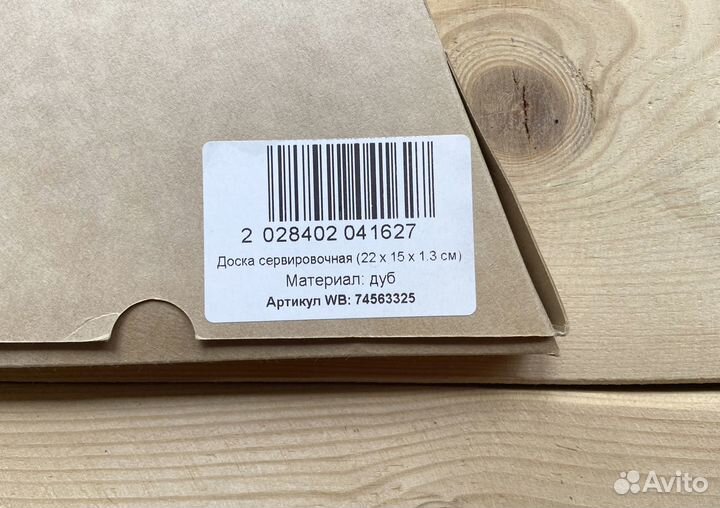 2 028402 041627
Доска сервировочная (22 x 15 x 1.3 см)
Материал: дуб
Артикул WB: 74563325
Avito